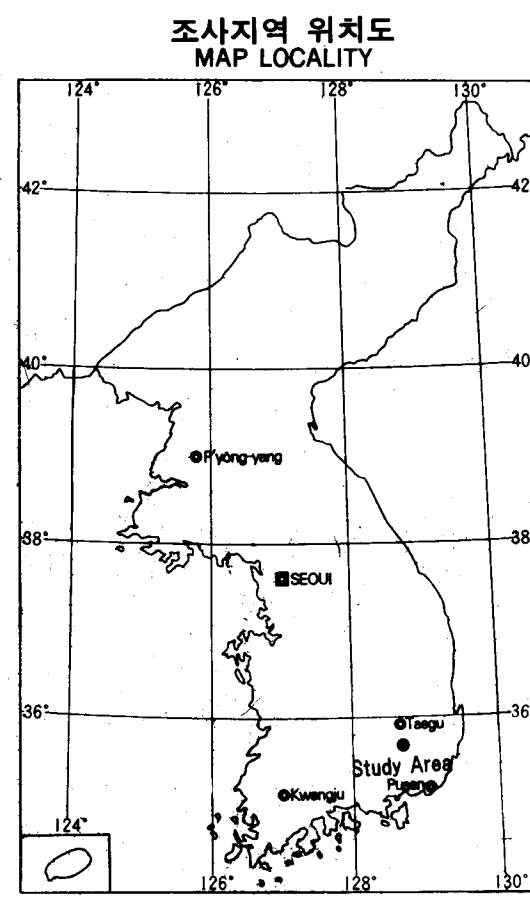 조사지역 위치도
MAP LOCALITY
124° 126° 128° 130°
42° 42
40° 40
38° 38
36° 36
P'yong-yang
SEOUl
Taegu
Study Area
Pusan
Kwangju
124°
126° 128° 130°